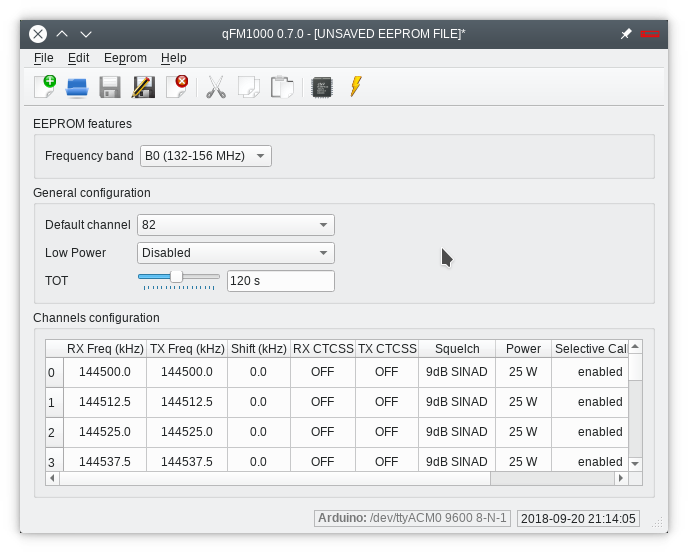 qFM1000 0.7.0 - [UNSAVED EEPROM FILE]*
File Edit Eeprom Help
EEPROM features
Frequency band B0 (132-156 MHz)
General configuration
Default channel 82
Low Power Disabled
TOT 120 s
Channels configuration
RX Freq (kHz) TX Freq (kHz) Shift (kHz) RX CTCSS TX CTCSS Squelch Power Selective Call
0 144500.0 144500.0 0.0 OFF OFF 9dB SINAD 25 W enabled
1 144512.5 144512.5 0.0 OFF OFF 9dB SINAD 25 W enabled
2 144525.0 144525.0 0.0 OFF OFF 9dB SINAD 25 W enabled
3 144537.5 144537.5 0.0 OFF OFF 9dB SINAD 25 W enabled
Arduino: /dev/ttyACM0 9600 8-N-1 2018-09-20 21:14:05